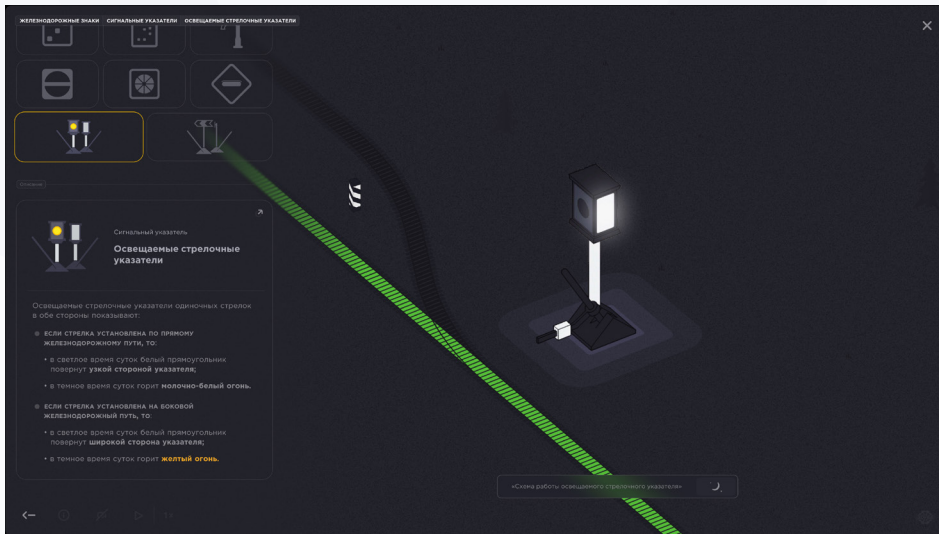 ЖЕЛЕЗНОДОРОЖНЫЕ ЗНАКИ СИГНАЛЬНЫЕ УКАЗАТЕЛИ ОСВЕЩАЕМЫЕ СТРЕЛОЧНЫЕ УКАЗАТЕЛИ
Описание
Сигнальный указатель
Освещаемые стрелочные
указатели
Освещаемые стрелочные указатели одиночных стрелок
в обе стороны показывают:
ЕСЛИ СТРЕЛКА УСТАНОВЛЕНА ПО ПРЯМОМУ
ЖЕЛЕЗНОДОРОЖНОМУ ПУТИ, ТО:
• в светлое время суток белый прямоугольник
повернут узкой стороной указателя;
• в темное время суток горит молочно-белый огонь.
ЕСЛИ СТРЕЛКА УСТАНОВЛЕНА НА БОКОВОЙ
ЖЕЛЕЗНОДОРОЖНЫЙ ПУТЬ, ТО:
• в светлое время суток белый прямоугольник
повернут широкой сторона указателя;
• в темное время суток горит желтый огонь.
«Схема работы освещаемого стрелочного указателя»